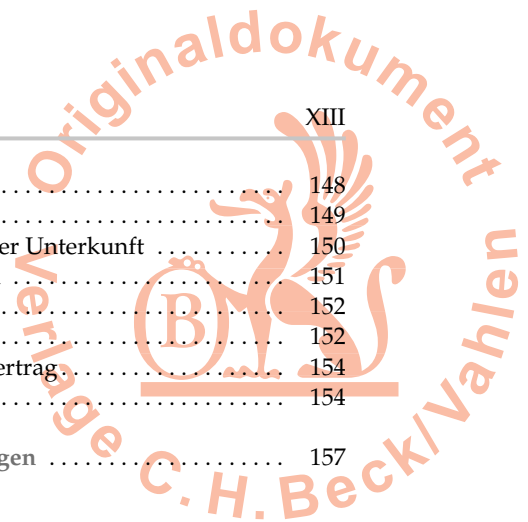 XIII
. . . . . . . . . . . . . . . . . . . . . . . . 148
. . . . . . . . . . . . . . . . . . . . . . . . 149
er Unterkunft . . . . . . . . . . . 150
. . . . . . . . . . . . . . . . . . . . . . . . 151
. . . . . . . . . . . . . . . . . . . . . . . . 152
. . . . . . . . . . . . . . . . . . . . . . . . 152
ertrag . . . . . . . . . . . . . . . . . . . 154
. . . . . . . . . . . . . . . . . . . . . . . . 154
gen . . . . . . . . . . . . . . . . . . . . 157
Originaldokument
Verlage C.H.Beck/Vahlen
B